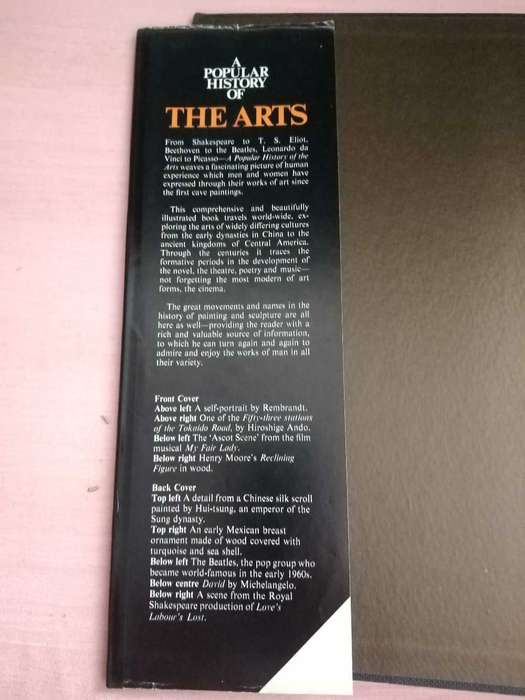 A
POPULAR
HISTORY
OF
THE ARTS
From Shakespeare to T. S. Eliot,
Beethoven to the Beatles, Leonardo da
Vinci to Picasso—A Popular History of the
Arts weaves a fascinating picture of human
experience which men and women have
expressed through their works of art since
the first cave paintings.
This comprehensive and beautifully
illustrated book travels world-wide, ex-
ploring the arts of widely differing cultures
from the early dynasties in China to the
ancient kingdoms of Central America.
Through the centuries it traces the
formative periods in the development of
the novel, the theatre, poetry and music—
not forgetting the most modern of art
forms, the cinema.
The great movements and names in the
history of painting and sculpture are all
here as well—providing the reader with a
rich and valuable source of information,
to which he can turn again and again to
admire and enjoy the works of man in all
their variety.
Front Cover
Above left A self-portrait by Rembrandt.
Above right One of the Fifty-three stations
of the Tokaido Road, by Hiroshige Ando.
Below left The 'Ascot Scene' from the film
musical My Fair Lady.
Below right Henry Moore's Reclining
Figure in wood.
Back Cover
Top left A detail from a Chinese silk scroll
painted by Hui-tsung, an emperor of the
Sung dynasty.
Top right An early Mexican breast
ornament made of wood covered with
turquoise and sea shell.
Below left The Beatles, the pop group who
became world-famous in the early 1960s.
Below centre David by Michelangelo.
Below right A scene from the Royal
Shakespeare production of Love's
Labour's Lost.